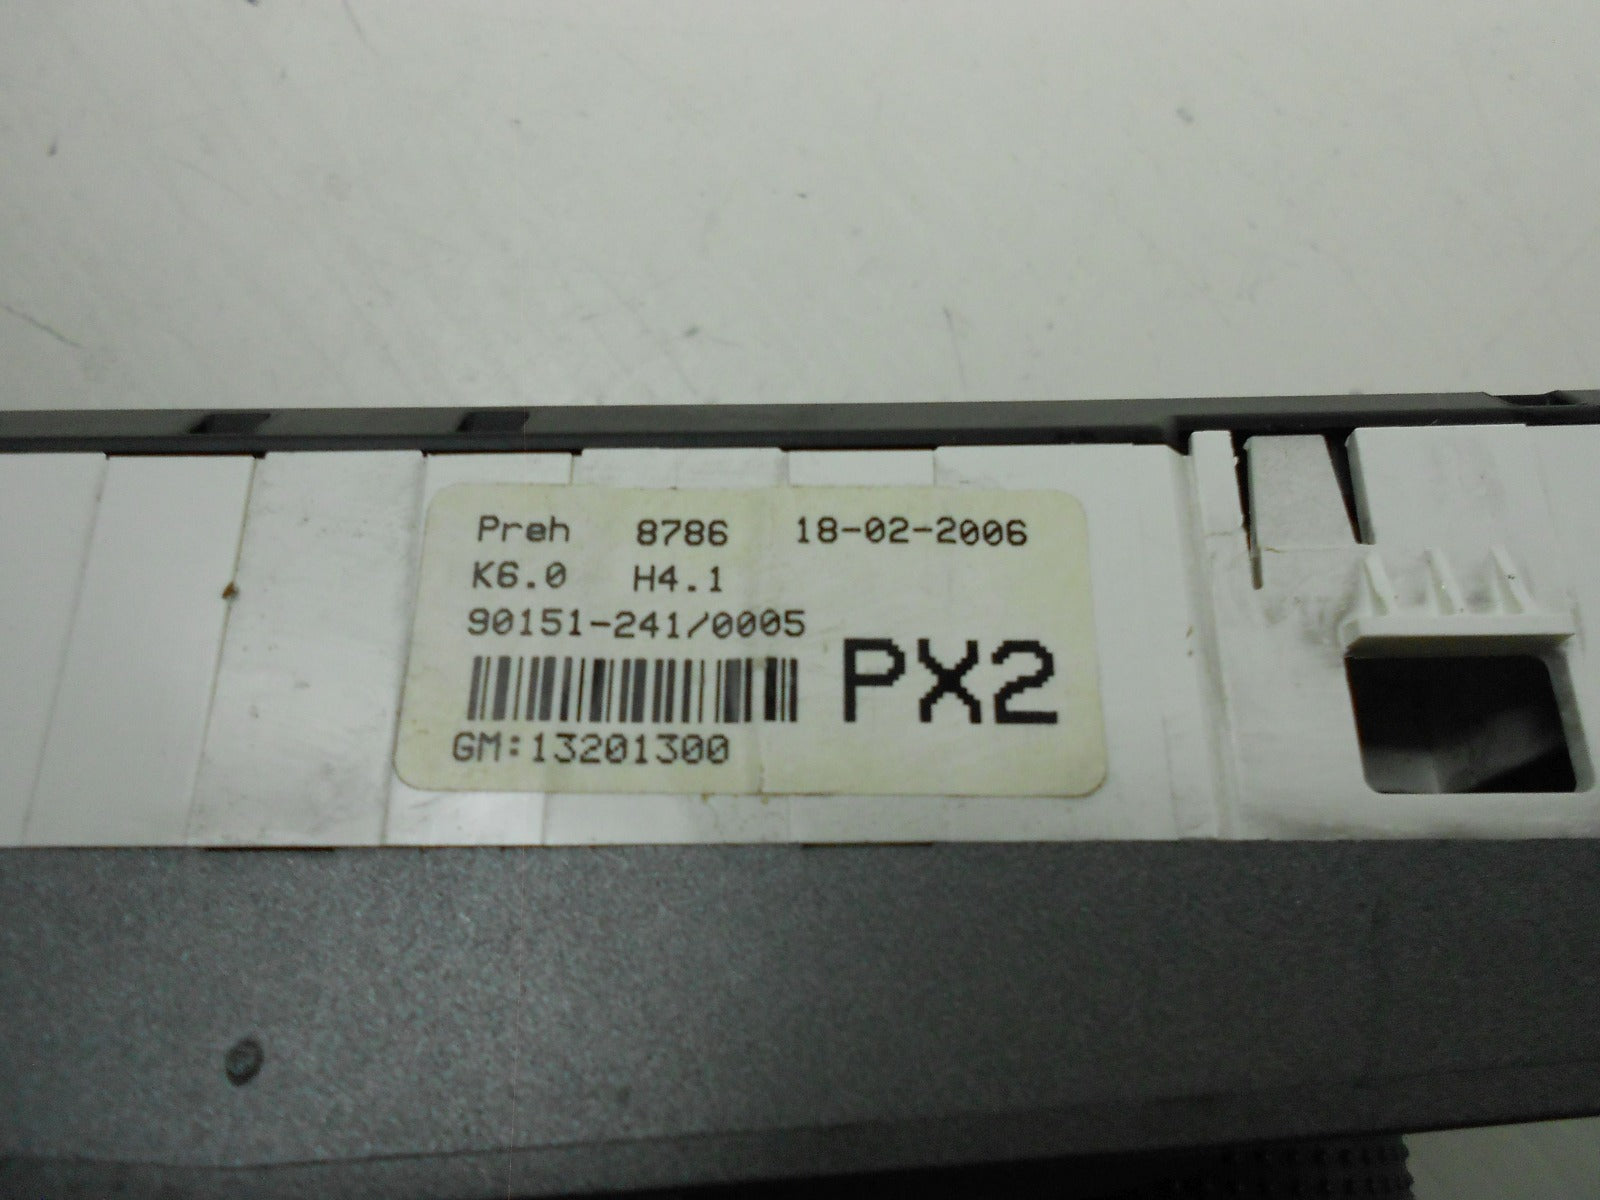 Preh 8786 18-02-2006
K6.0 H4.1
90151-241/0005
PX2
GM:13201300